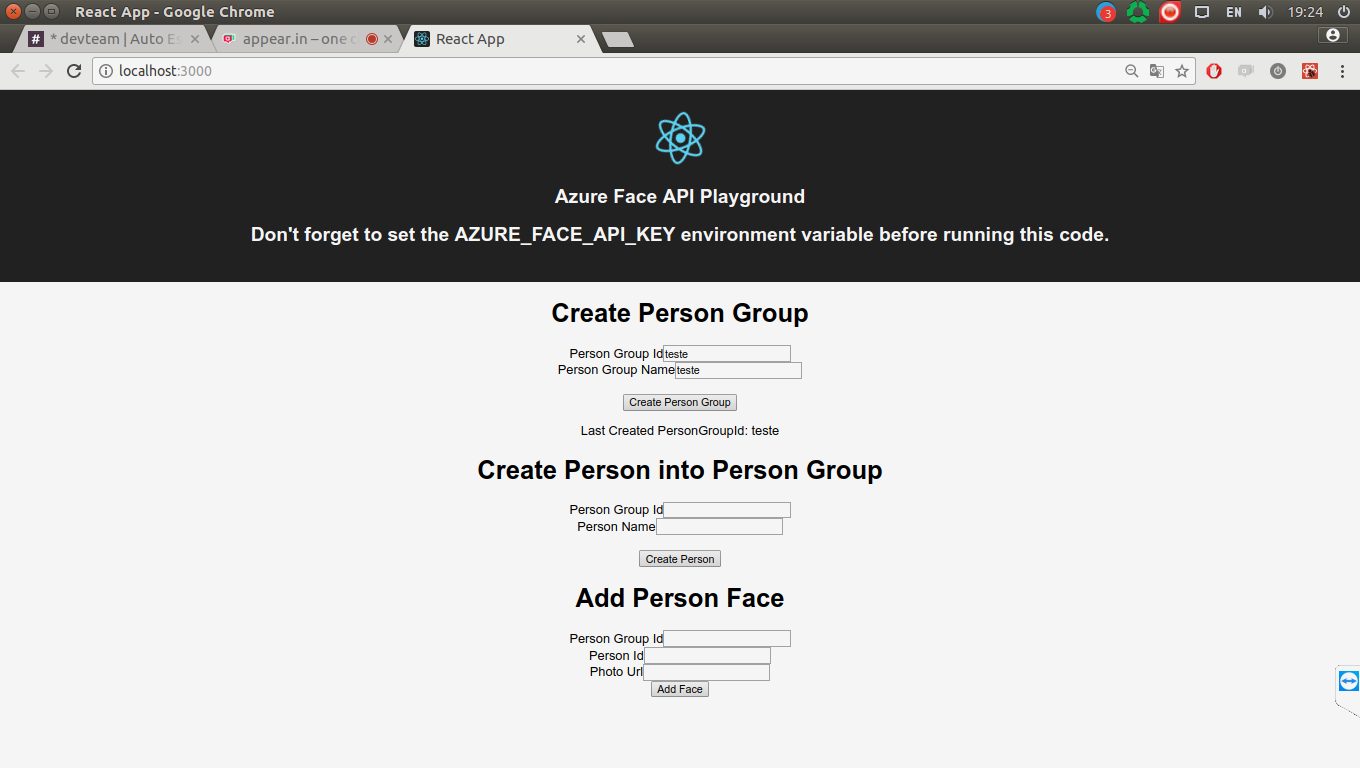 React App - Google Chrome
3
EN
19:24
# * devteam | Auto Es
appear.in – one c
React App
localhost:3000
Azure Face API Playground
Don't forget to set the AZURE_FACE_API_KEY environment variable before running this code.
Create Person Group
Person Group Id teste
Person Group Name teste
Create Person Group
Last Created PersonGroupId: teste
Create Person into Person Group
Person Group Id
Person Name
Create Person
Add Person Face
Person Group Id
Person Id
Photo Url
Add Face